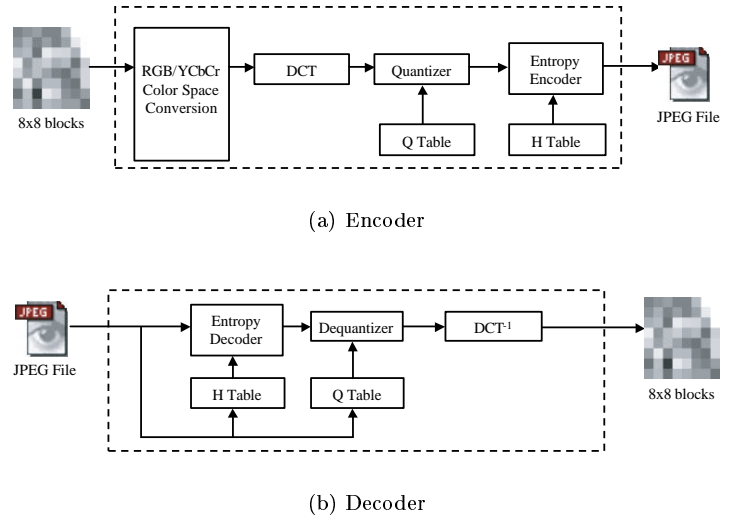 RGB/YCbCr
Color Space
Conversion
DCT
Quantizer
Entropy
Encoder
JPEG
8x8 blocks
Q Table
H Table
JPEG File
(a) Encoder
JPEG
JPEG File
Entropy
Decoder
Dequantizer
DCT-1
H Table
Q Table
8x8 blocks
(b) Decoder